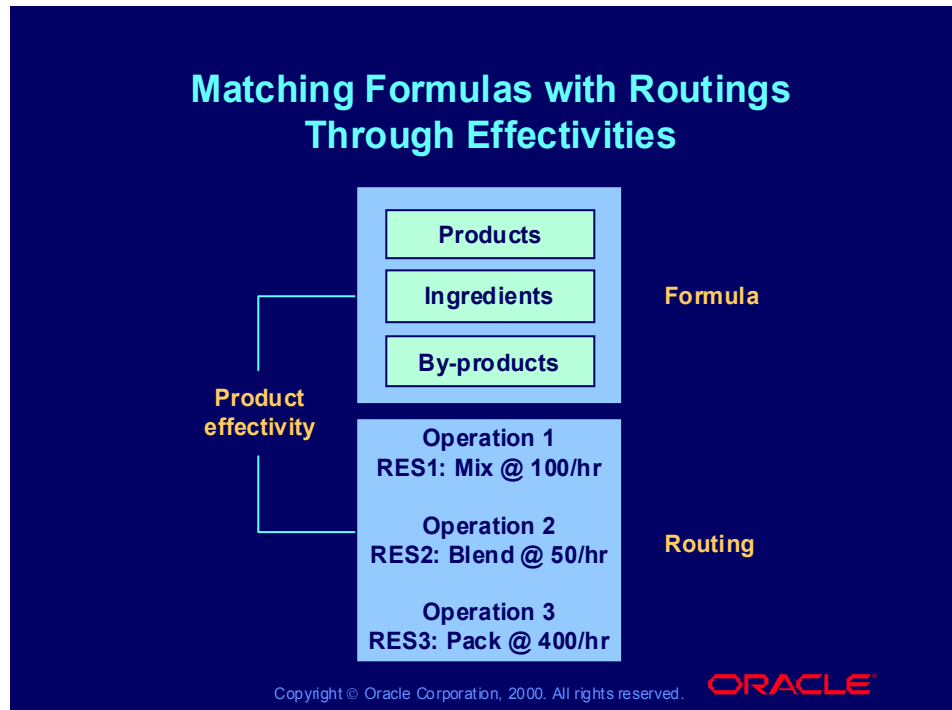 Matching Formulas with Routings
Through Effectivities
Products
Ingredients
By-products
Formula
Product
effectivity
Operation 1
RES1: Mix @ 100/hr
Operation 2
RES2: Blend @ 50/hr
Operation 3
RES3: Pack @ 400/hr
Routing
Copyright © Oracle Corporation, 2000. All rights reserved.
ORACLE®